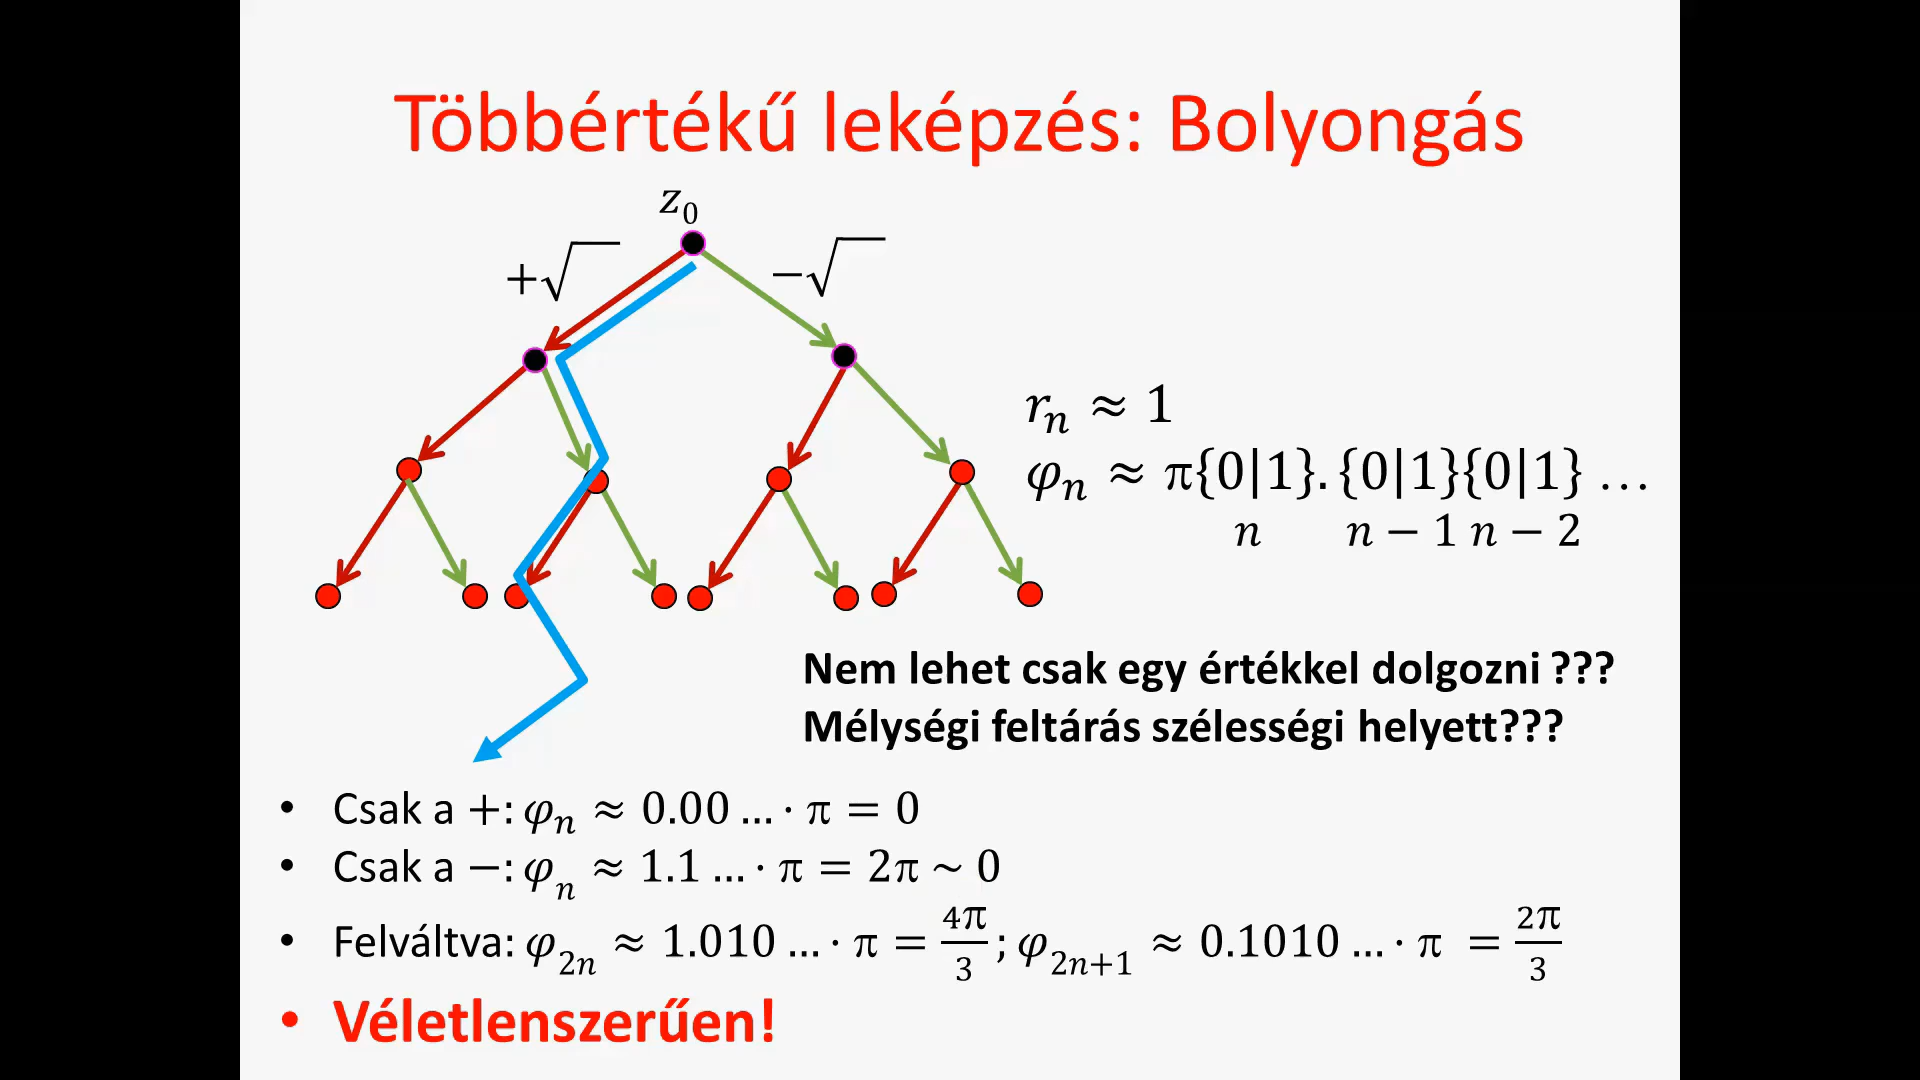 Többértékű leképzés: Bolyongás
z₀
+√ −√
rₙ ≈ 1
φₙ ≈ π{0|1}.{0|1}{0|1} …
n n − 1 n − 2
Nem lehet csak egy értékkel dolgozni ???
Mélységi feltárás szélességi helyett???
• Csak a +: φₙ ≈ 0.00 … · π = 0
• Csak a −: φₙ ≈ 1.1 … · π = 2π ~ 0
• Felváltva: φ₂ₙ ≈ 1.010 … · π = 4π/3 ; φ₂ₙ₊₁ ≈ 0.1010 … · π = 2π/3
• Véletlenszerűen!